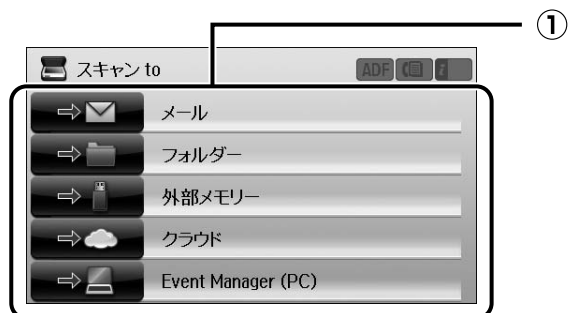 ①
スキャン to
ADF i
メール
フォルダー
外部メモリー
クラウド
Event Manager (PC)